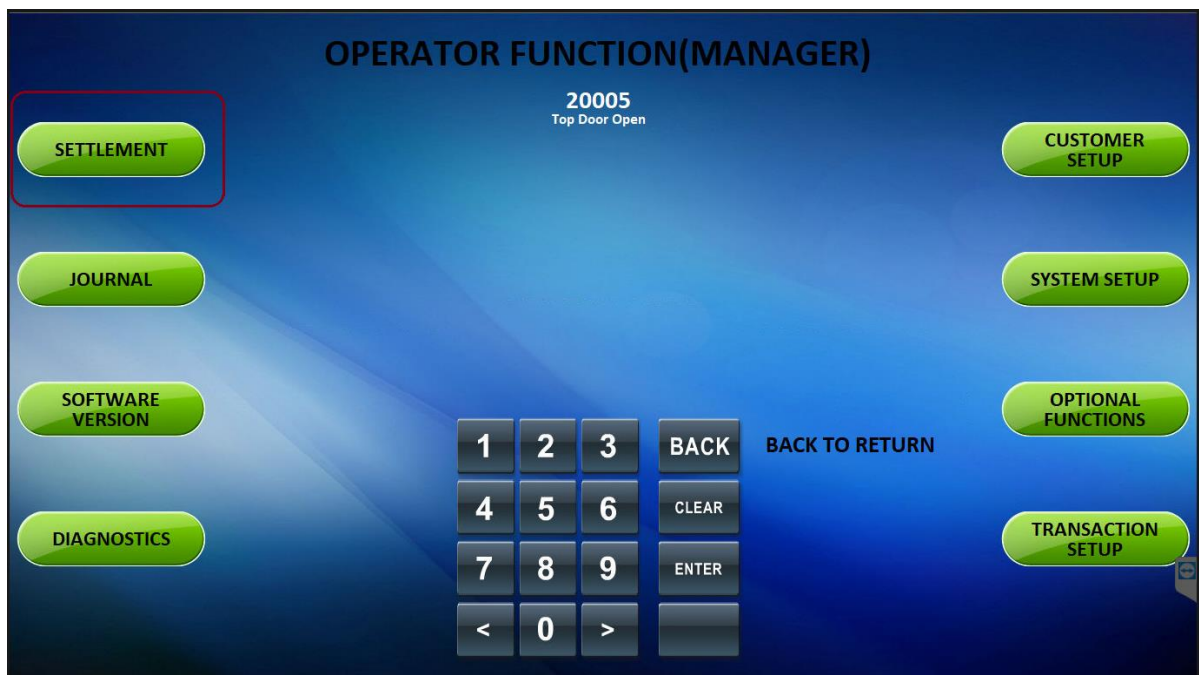 OPERATOR FUNCTION(MANAGER)
20005
Top Door Open
SETTLEMENT
CUSTOMER
SETUP
JOURNAL
SYSTEM SETUP
SOFTWARE
VERSION
OPTIONAL
FUNCTIONS
1 2 3 BACK BACK TO RETURN
4 5 6 CLEAR
DIAGNOSTICS
TRANSACTION
SETUP
7 8 9 ENTER
< 0 >